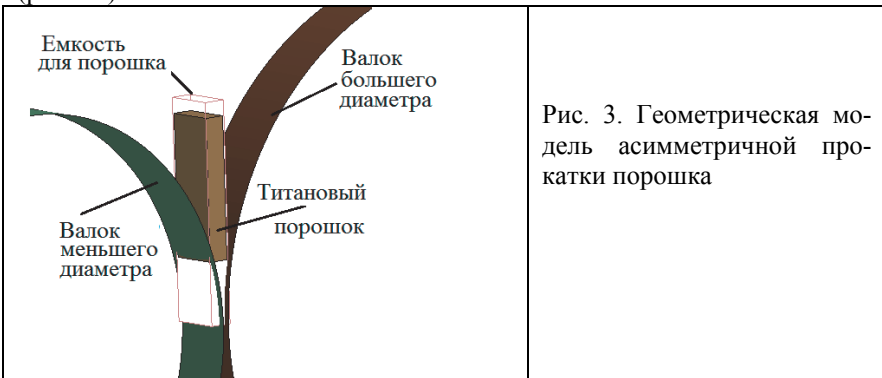 Емкость
для порошка
Валок
большего
диаметра
Титановый
порошок
Валок
меньшего
диаметра
Рис. 3. Геометрическая мо-
дель асимметричной про-
катки порошка